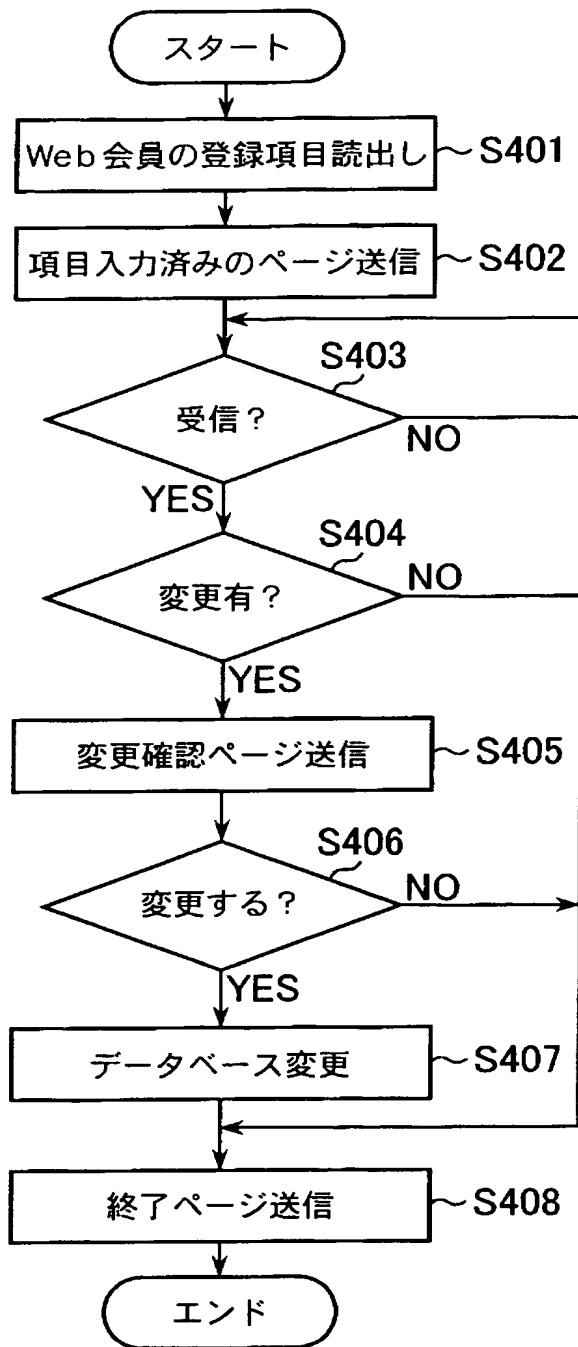 スタート
Web会員の登録項目読出し
S401
項目入力済みのページ送信
S402
S403
受信?
NO
YES
S404
変更有?
NO
YES
変更確認ページ送信
S405
S406
変更する?
NO
YES
データベース変更
S407
終了ページ送信
S408
エンド